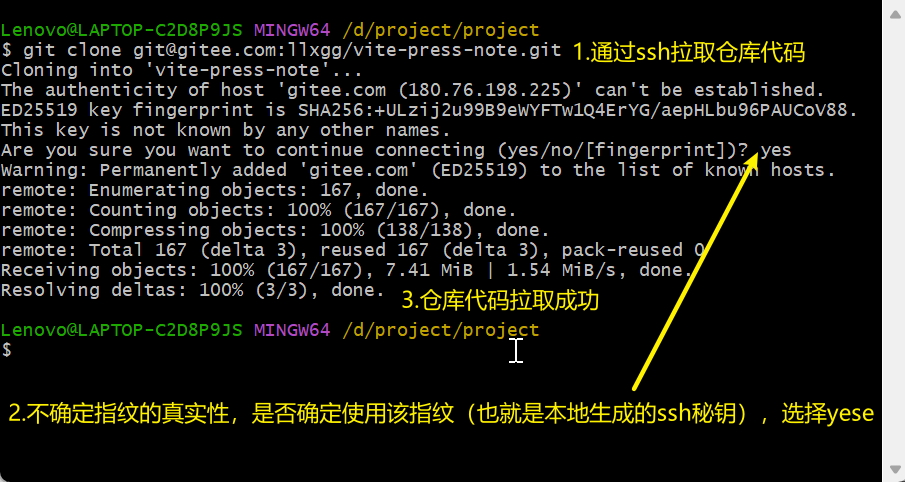 Lenovo@LAPTOP-C2D8P9JS MINGW64 /d/project/project
$ git clone git@gitee.com:llxgg/vite-press-note.git 1.通过ssh拉取仓库代码
Cloning into 'vite-press-note'...
The authenticity of host 'gitee.com (180.76.198.225)' can't be established.
ED25519 key fingerprint is SHA256:+ULzij2u99B9eWYFTw1Q4ErYG/aepHLbu96PAUCoV88.
This key is not known by any other names.
Are you sure you want to continue connecting (yes/no/[fingerprint])? yes
Warning: Permanently added 'gitee.com' (ED25519) to the list of known hosts.
remote: Enumerating objects: 167, done.
remote: Counting objects: 100% (167/167), done.
remote: Compressing objects: 100% (138/138), done.
remote: Total 167 (delta 3), reused 167 (delta 3), pack-reused 0
Receiving objects: 100% (167/167), 7.41 MiB | 1.54 MiB/s, done.
Resolving deltas: 100% (3/3), done.
3.仓库代码拉取成功
Lenovo@LAPTOP-C2D8P9JS MINGW64 /d/project/project
$
2.不确定指纹的真实性，是否确定使用该指纹（也就是本地生成的ssh秘钥），选择yese